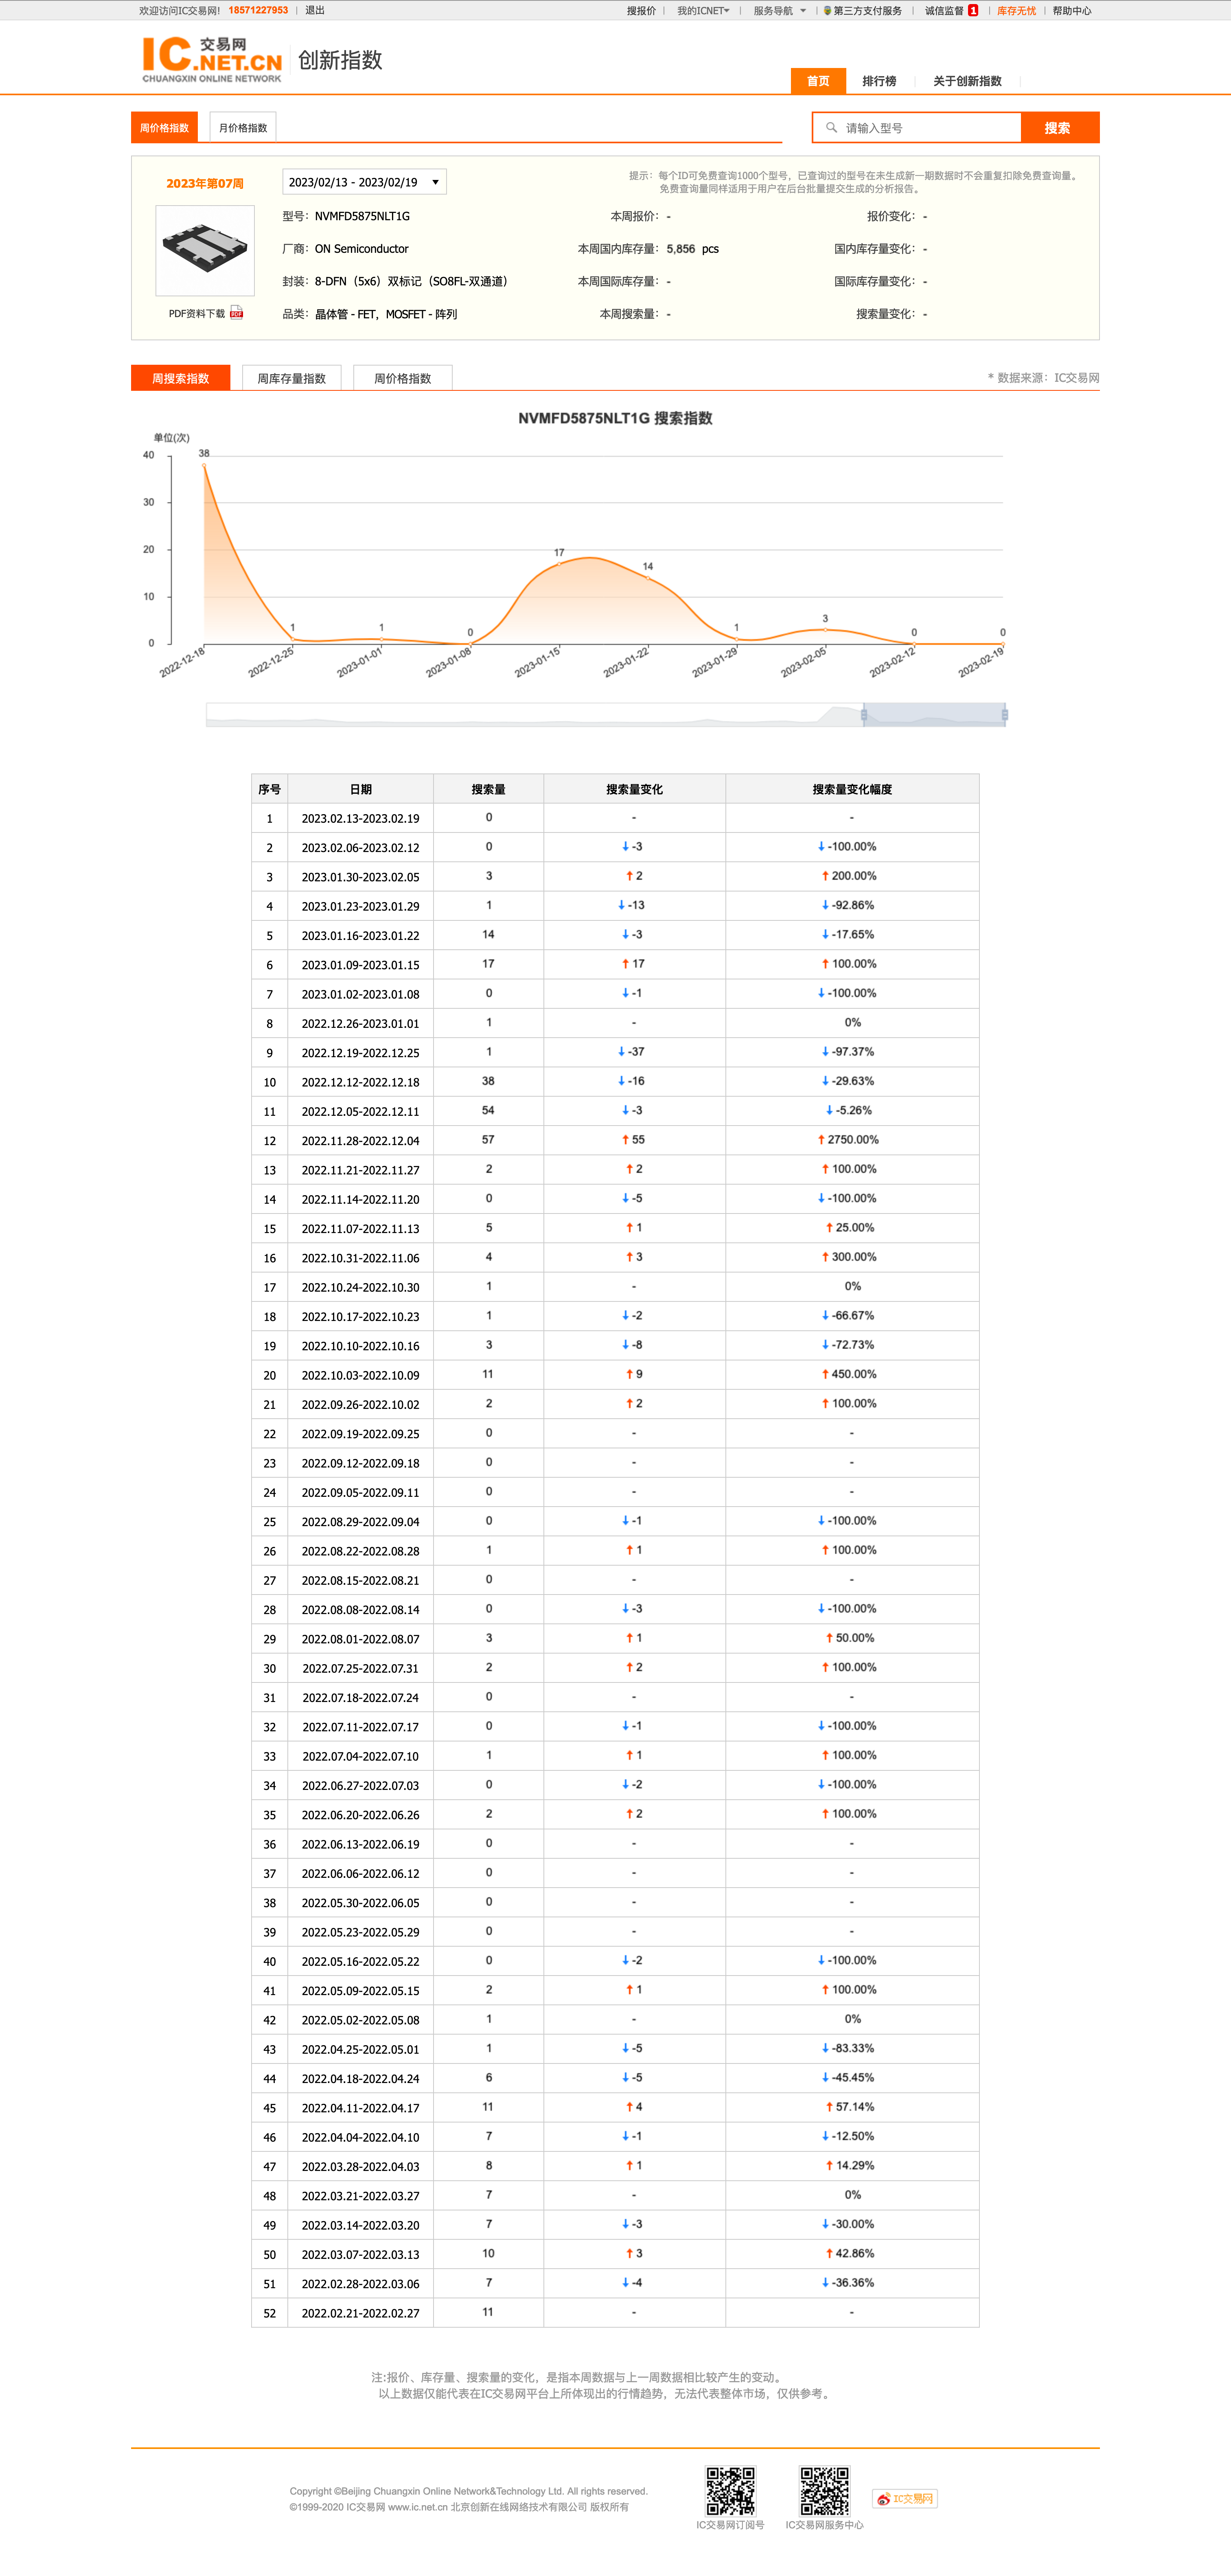 欢迎访问IC交易网! 18571227953 | 退出
搜报价 | 我的ICNET | 服务导航 | 第三方支付服务 | 诚信监督 1 | 库存无忧 | 帮助中心
IC 交易网 .NET.CN CHUANGXIN ONLINE NETWORK 创新指数
首页 排行榜 关于创新指数
周价格指数 月价格指数 请输入型号 搜索
2023年第07周 2023/02/13 - 2023/02/19
提示：每个ID可免费查询1000个型号，已查询过的型号在未生成新一期数据时不会重复扣除免费查询量。
免费查询量同样适用于用户在后台批量提交生成的分析报告。
型号：NVMFD5875NLT1G 本周报价：- 报价变化：-
厂商：ON Semiconductor 本周国内库存量：5,856 pcs 国内库存量变化：-
封装：8-DFN（5x6）双标记（SO8FL-双通道） 本周国际库存量：- 国际库存量变化：-
PDF资料下载 PDF 品类：晶体管 - FET，MOSFET - 阵列 本周搜索量：- 搜索量变化：-
周搜索指数 周库存量指数 周价格指数 * 数据来源：IC交易网
NVMFD5875NLT1G 搜索指数
单位(次)
40
30
20
10
0
38 1 1 0 17 14 1 3 0 0
2022-12-18 2022-12-25 2023-01-01 2023-01-08 2023-01-15 2023-01-22 2023-01-29 2023-02-05 2023-02-12 2023-02-19
序号 日期 搜索量 搜索量变化 搜索量变化幅度
1 2023.02.13-2023.02.19 0 - -
2 2023.02.06-2023.02.12 0 ↓ -3 ↓ -100.00%
3 2023.01.30-2023.02.05 3 ↑ 2 ↑ 200.00%
4 2023.01.23-2023.01.29 1 ↓ -13 ↓ -92.86%
5 2023.01.16-2023.01.22 14 ↓ -3 ↓ -17.65%
6 2023.01.09-2023.01.15 17 ↑ 17 ↑ 100.00%
7 2023.01.02-2023.01.08 0 ↓ -1 ↓ -100.00%
8 2022.12.26-2023.01.01 1 - 0%
9 2022.12.19-2022.12.25 1 ↓ -37 ↓ -97.37%
10 2022.12.12-2022.12.18 38 ↓ -16 ↓ -29.63%
11 2022.12.05-2022.12.11 54 ↓ -3 ↓ -5.26%
12 2022.11.28-2022.12.04 57 ↑ 55 ↑ 2750.00%
13 2022.11.21-2022.11.27 2 ↑ 2 ↑ 100.00%
14 2022.11.14-2022.11.20 0 ↓ -5 ↓ -100.00%
15 2022.11.07-2022.11.13 5 ↑ 1 ↑ 25.00%
16 2022.10.31-2022.11.06 4 ↑ 3 ↑ 300.00%
17 2022.10.24-2022.10.30 1 - 0%
18 2022.10.17-2022.10.23 1 ↓ -2 ↓ -66.67%
19 2022.10.10-2022.10.16 3 ↓ -8 ↓ -72.73%
20 2022.10.03-2022.10.09 11 ↑ 9 ↑ 450.00%
21 2022.09.26-2022.10.02 2 ↑ 2 ↑ 100.00%
22 2022.09.19-2022.09.25 0 - -
23 2022.09.12-2022.09.18 0 - -
24 2022.09.05-2022.09.11 0 - -
25 2022.08.29-2022.09.04 0 ↓ -1 ↓ -100.00%
26 2022.08.22-2022.08.28 1 ↑ 1 ↑ 100.00%
27 2022.08.15-2022.08.21 0 - -
28 2022.08.08-2022.08.14 0 ↓ -3 ↓ -100.00%
29 2022.08.01-2022.08.07 3 ↑ 1 ↑ 50.00%
30 2022.07.25-2022.07.31 2 ↑ 2 ↑ 100.00%
31 2022.07.18-2022.07.24 0 - -
32 2022.07.11-2022.07.17 0 ↓ -1 ↓ -100.00%
33 2022.07.04-2022.07.10 1 ↑ 1 ↑ 100.00%
34 2022.06.27-2022.07.03 0 ↓ -2 ↓ -100.00%
35 2022.06.20-2022.06.26 2 ↑ 2 ↑ 100.00%
36 2022.06.13-2022.06.19 0 - -
37 2022.06.06-2022.06.12 0 - -
38 2022.05.30-2022.06.05 0 - -
39 2022.05.23-2022.05.29 0 - -
40 2022.05.16-2022.05.22 0 ↓ -2 ↓ -100.00%
41 2022.05.09-2022.05.15 2 ↑ 1 ↑ 100.00%
42 2022.05.02-2022.05.08 1 - 0%
43 2022.04.25-2022.05.01 1 ↓ -5 ↓ -83.33%
44 2022.04.18-2022.04.24 6 ↓ -5 ↓ -45.45%
45 2022.04.11-2022.04.17 11 ↑ 4 ↑ 57.14%
46 2022.04.04-2022.04.10 7 ↓ -1 ↓ -12.50%
47 2022.03.28-2022.04.03 8 ↑ 1 ↑ 14.29%
48 2022.03.21-2022.03.27 7 - 0%
49 2022.03.14-2022.03.20 7 ↓ -3 ↓ -30.00%
50 2022.03.07-2022.03.13 10 ↑ 3 ↑ 42.86%
51 2022.02.28-2022.03.06 7 ↓ -4 ↓ -36.36%
52 2022.02.21-2022.02.27 11 - -
注:报价、库存量、搜索量的变化，是指本周数据与上一周数据相比较产生的变动。
以上数据仅能代表在IC交易网平台上所体现出的行情趋势，无法代表整体市场，仅供参考。
Copyright ©Beijing Chuangxin Online Network&Technology Ltd. All rights reserved.
©1999-2020 IC交易网 www.ic.net.cn 北京创新在线网络技术有限公司 版权所有
IC交易网订阅号 IC交易网服务中心 IC交易网